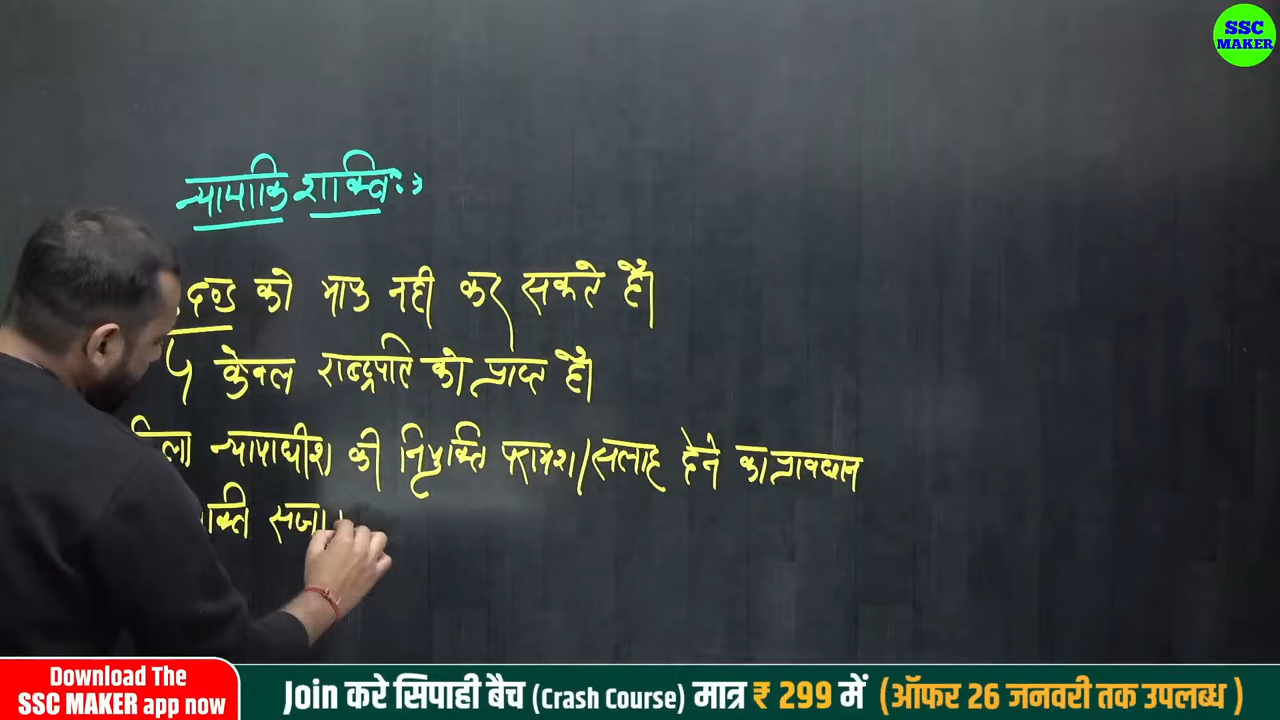 SSC
MAKER
न्यायिक शक्ति :→
दण्ड को माफ नही कर सकते हैं।
↳ केवल राष्ट्रपति को प्राप्त है।
न्यायाधीश की नियुक्ति परामर्श/सलाह देने का प्रावधान
सजा
Download The
SSC MAKER app now
Join करे सिपाही बैच (Crash Course) मात्र ₹ 299 में (ऑफर 26 जनवरी तक उपलब्ध )